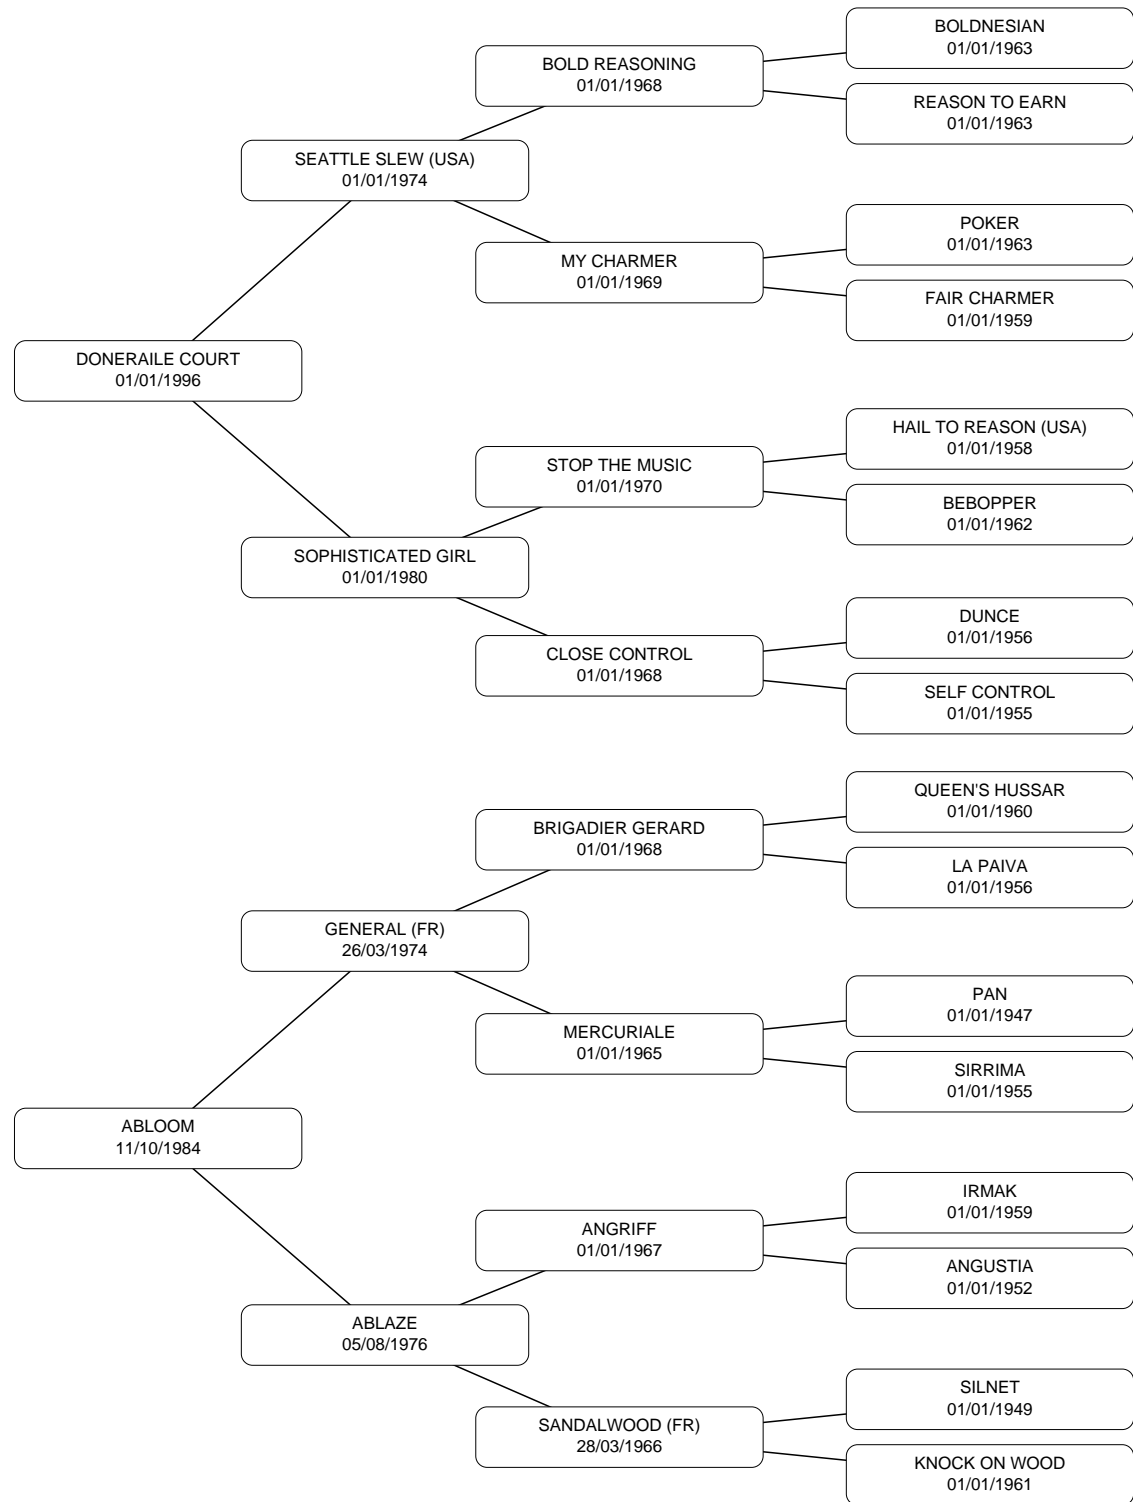 BOLDNESIAN
01/01/1963
BOLD REASONING
01/01/1968
REASON TO EARN
01/01/1963
SEATTLE SLEW (USA)
01/01/1974
POKER
01/01/1963
MY CHARMER
01/01/1969
FAIR CHARMER
01/01/1959
DONERAILE COURT
01/01/1996
HAIL TO REASON (USA)
01/01/1958
STOP THE MUSIC
01/01/1970
BEBOPPER
01/01/1962
SOPHISTICATED GIRL
01/01/1980
DUNCE
01/01/1956
CLOSE CONTROL
01/01/1968
SELF CONTROL
01/01/1955
QUEEN'S HUSSAR
01/01/1960
BRIGADIER GERARD
01/01/1968
LA PAIVA
01/01/1956
GENERAL (FR)
26/03/1974
PAN
01/01/1947
MERCURIALE
01/01/1965
SIRRIMA
01/01/1955
ABLOOM
11/10/1984
IRMAK
01/01/1959
ANGRIFF
01/01/1967
ANGUSTIA
01/01/1952
ABLAZE
05/08/1976
SILNET
01/01/1949
SANDALWOOD (FR)
28/03/1966
KNOCK ON WOOD
01/01/1961